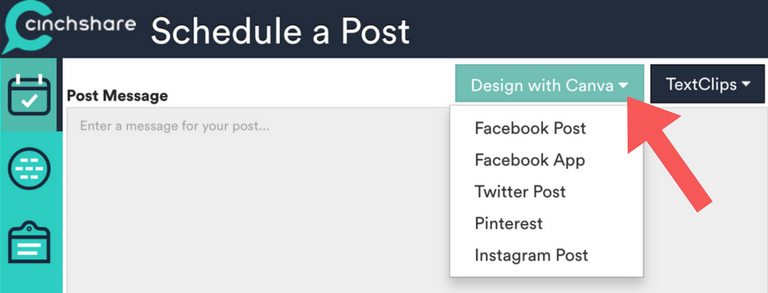 cinchshare
Schedule a Post
Design with Canva
TextClips
Post Message
Enter a message for your post...
Facebook Post
Facebook App
Twitter Post
Pinterest
Instagram Post